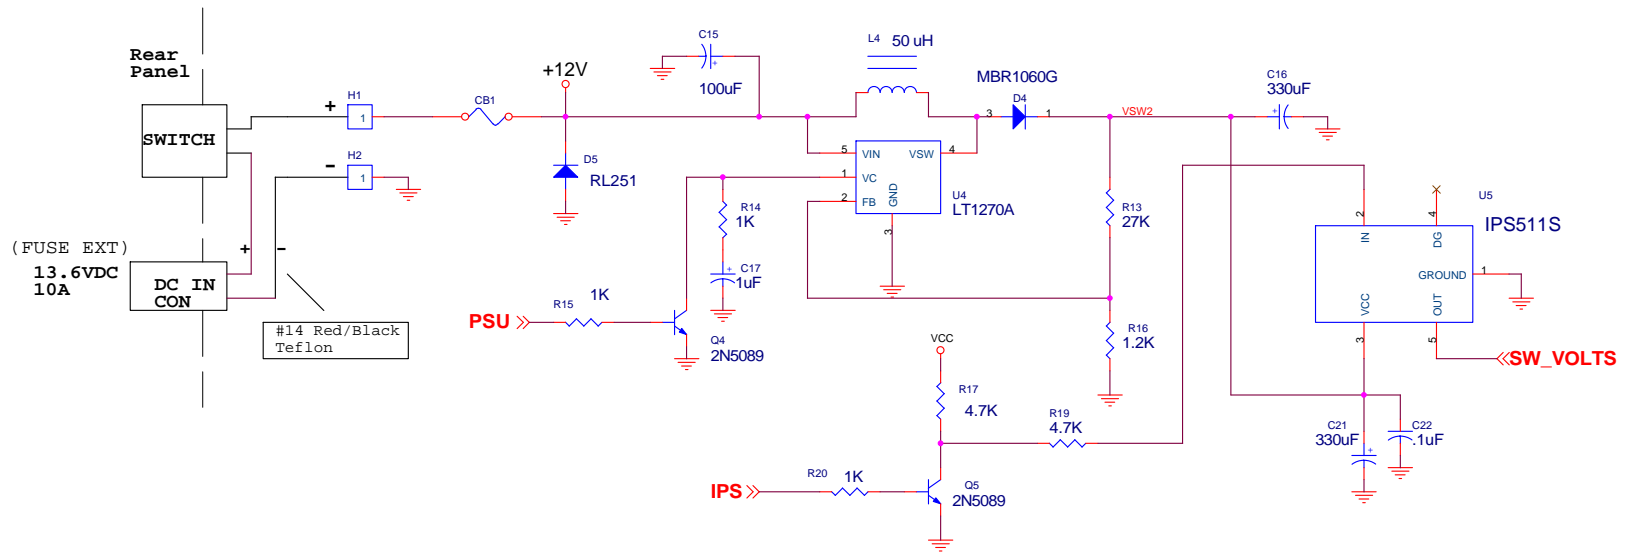 Rear
Panel
SWITCH
+
-
H1
1
H2
1
CB1
+12V
D5
RL251
C15
+
100uF
L4
50 uH
MBR1060G
3
D4
1
VSW2
C16
330uF
+
5
VIN
VSW
4
1
VC
2
FB
GND
3
U4
LT1270A
R14
1K
+
C17
1uF
R13
27K
R16
1.2K
(FUSE EXT)
13.6VDC
10A
DC IN
CON
+
-
#14 Red/Black
Teflon
PSU
R15
1K
Q4
2N5089
VCC
R17
4.7K
R19
4.7K
IPS
R20
1K
Q5
2N5089
U5
IPS511S
2
IN
4
DG
GROUND
1
VCC
3
OUT
5
SW_VOLTS
C21
330uF
+
C22
.1uF